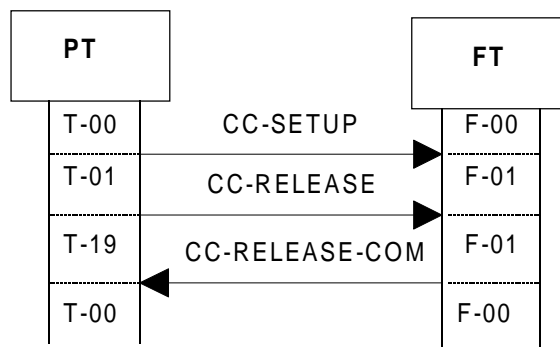 PT FT
T-00 CC-SETUP F-00
T-01 CC-RELEASE F-01
T-19 CC-RELEASE-COM F-01
T-00 F-00